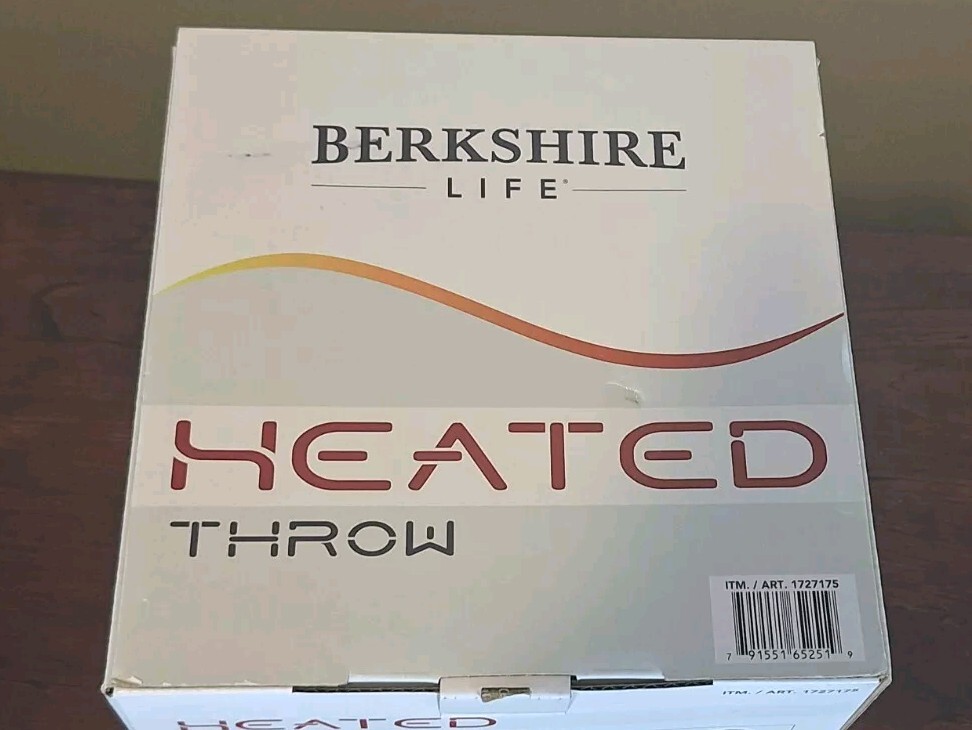 BERKSHIRE
LIFE®
HEATED
THROW
ITM. / ART. 1727175
7 91551 65251 9
ITM. / ART. 1727175
HEATED